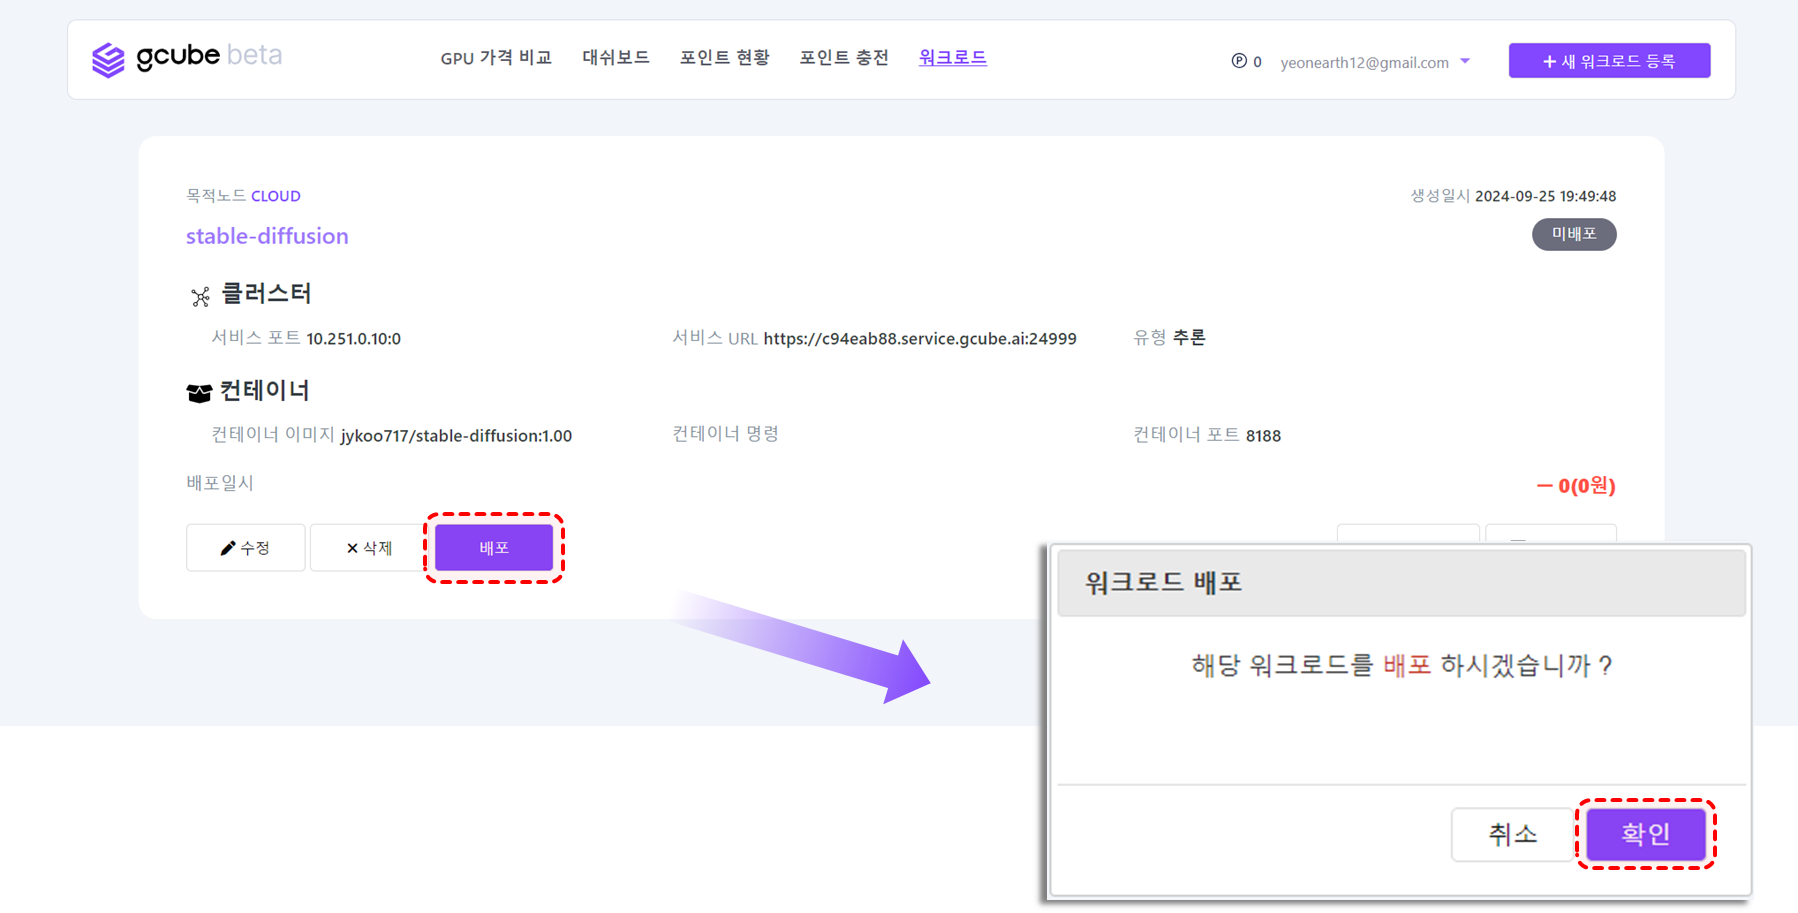 gcube beta
GPU 가격 비교 대쉬보드 포인트 현황 포인트 충전 워크로드
Ⓟ 0 yeonearth12@gmail.com + 새 워크로드 등록
목적노드 CLOUD
생성일시 2024-09-25 19:49:48
stable-diffusion
미배포
클러스터
서비스 포트 10.251.0.10:0
서비스 URL https://c94eab88.service.gcube.ai:24999
유형 추론
컨테이너
컨테이너 이미지 jykoo717/stable-diffusion:1.00
컨테이너 명령
컨테이너 포트 8188
배포일시
— 0(0원)
수정
× 삭제
배포
워크로드 배포
해당 워크로드를 배포 하시겠습니까 ?
취소
확인